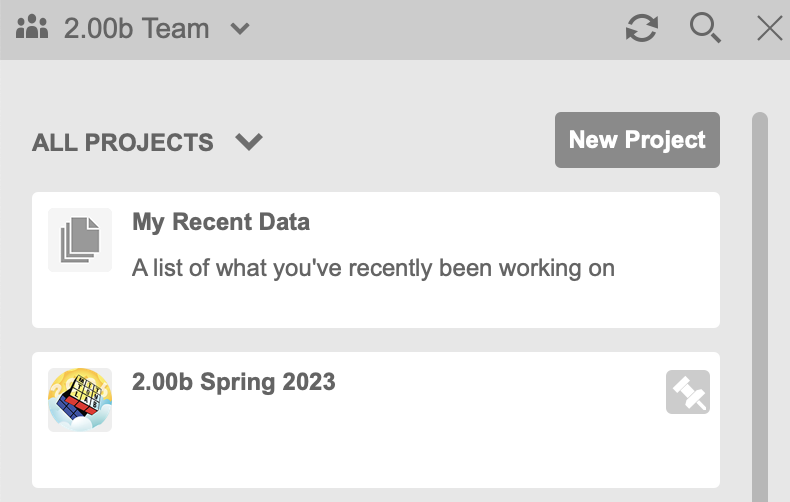 2.00b Team
ALL PROJECTS
New Project
My Recent Data
A list of what you've recently been working on
2.00b Spring 2023